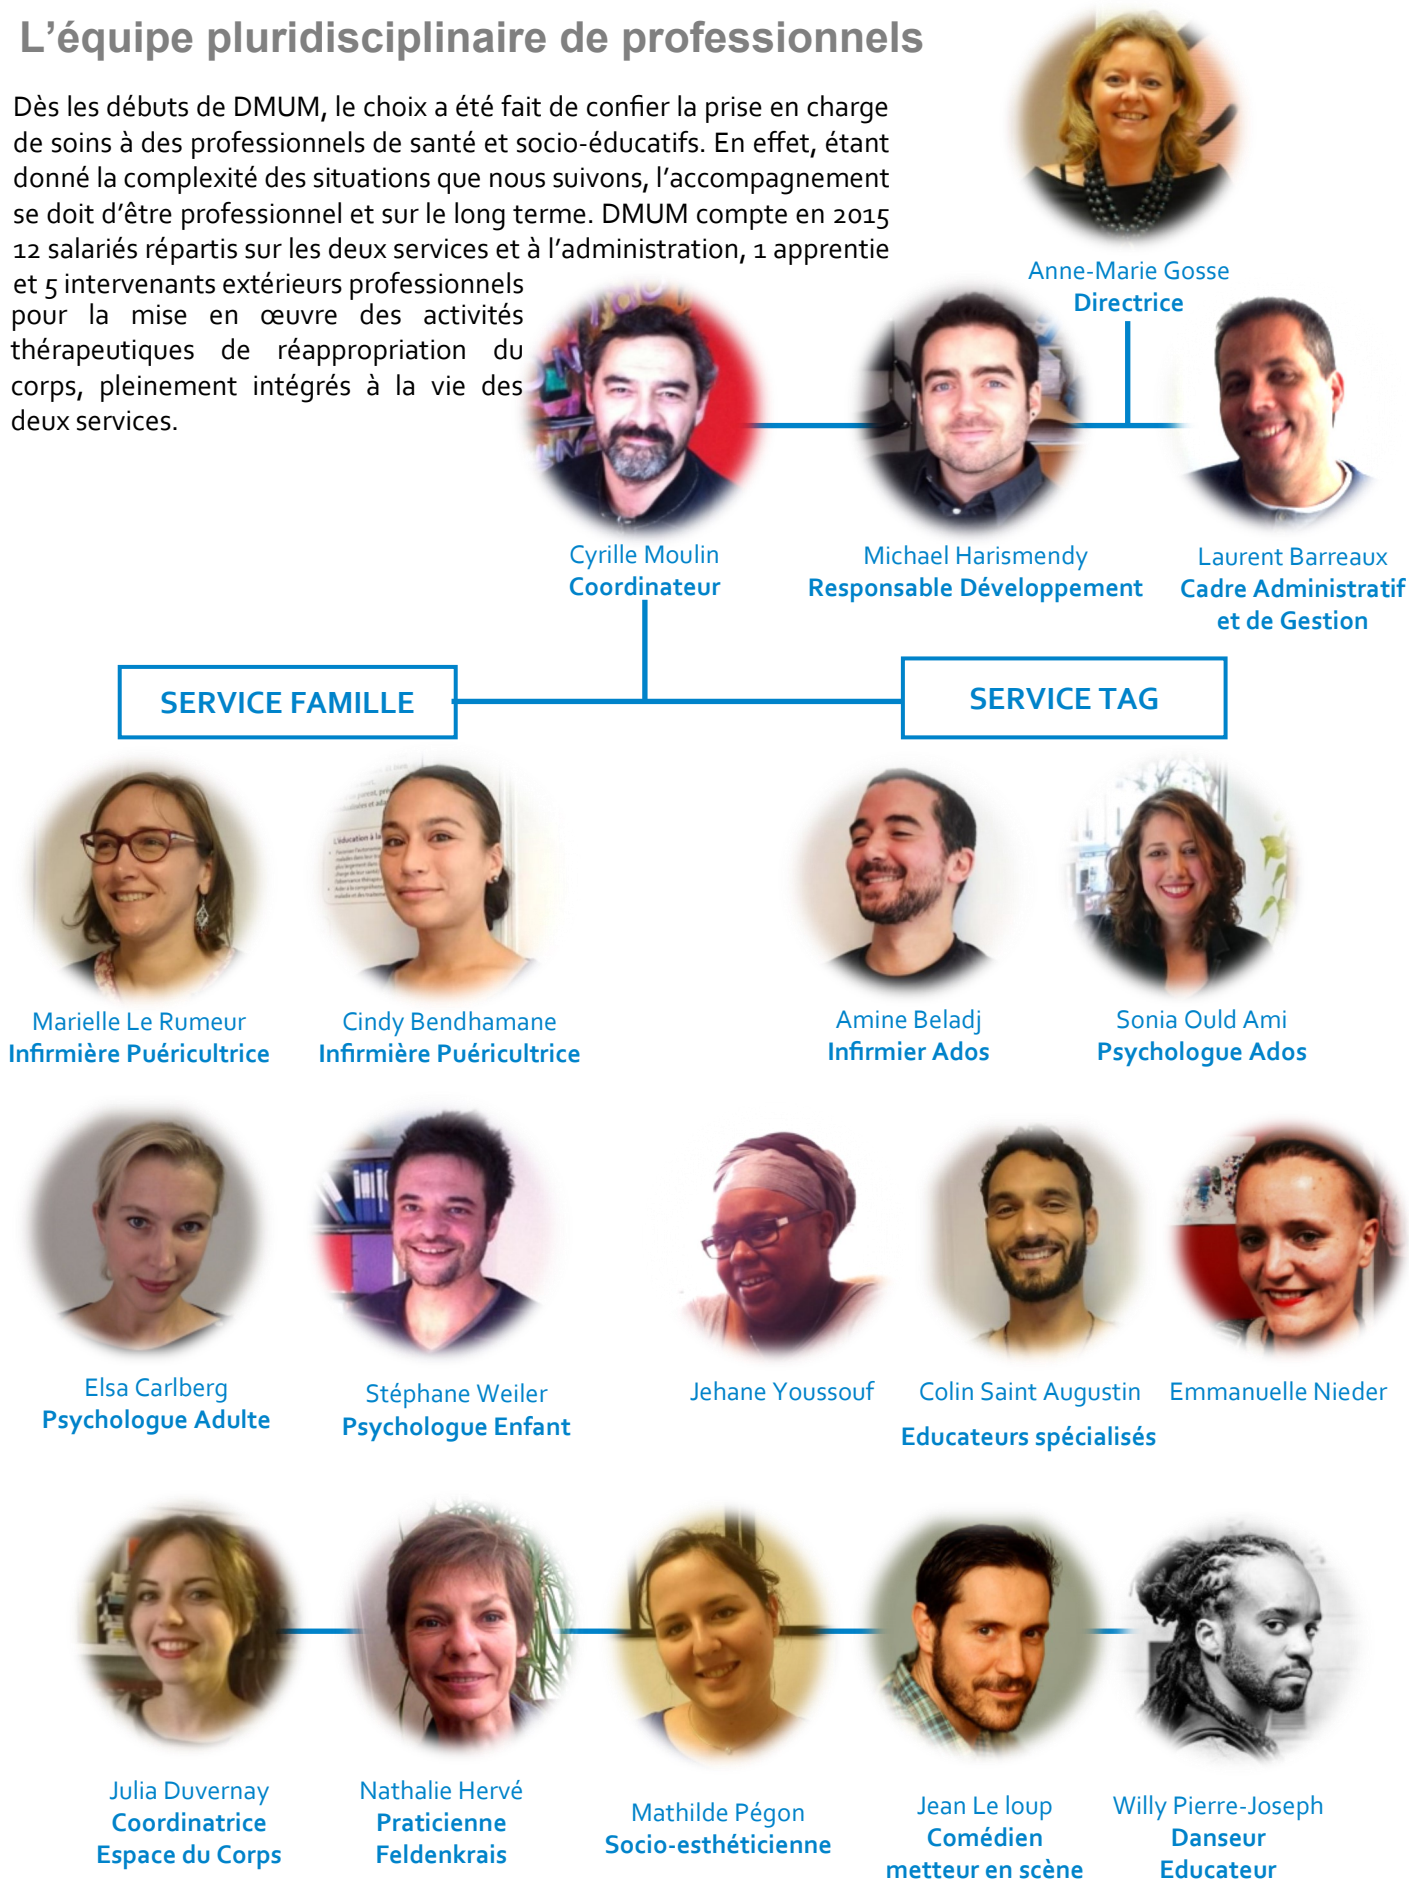 L’équipe pluridisciplinaire de professionnels
Dès les débuts de DMUM, le choix a été fait de confier la prise en charge
de soins à des professionnels de santé et socio-éducatifs. En effet, étant
donné la complexité des situations que nous suivons, l’accompagnement
se doit d’être professionnel et sur le long terme. DMUM compte en 2015
12 salariés répartis sur les deux services et à l’administration, 1 apprentie
et 5 intervenants extérieurs professionnels
pour la mise en œuvre des activités
thérapeutiques de réappropriation du
corps, pleinement intégrés à la vie des
deux services.
Anne-Marie Gosse
Directrice
Cyrille Moulin
Coordinateur
Michael Harismendy
Responsable Développement
Laurent Barreaux
Cadre Administratif
et de Gestion
SERVICE FAMILLE
SERVICE TAG
Marielle Le Rumeur
Infirmière Puéricultrice
Cindy Bendhamane
Infirmière Puéricultrice
Amine Beladj
Infirmier Ados
Sonia Ould Ami
Psychologue Ados
Elsa Carlberg
Psychologue Adulte
Stéphane Weiler
Psychologue Enfant
Jehane Youssouf
Colin Saint Augustin
Emmanuelle Nieder
Educateurs spécialisés
Julia Duvernay
Coordinatrice
Espace du Corps
Nathalie Hervé
Praticienne
Feldenkrais
Mathilde Pégon
Socio-esthéticienne
Jean Le loup
Comédien
metteur en scène
Willy Pierre-Joseph
Danseur
Educateur